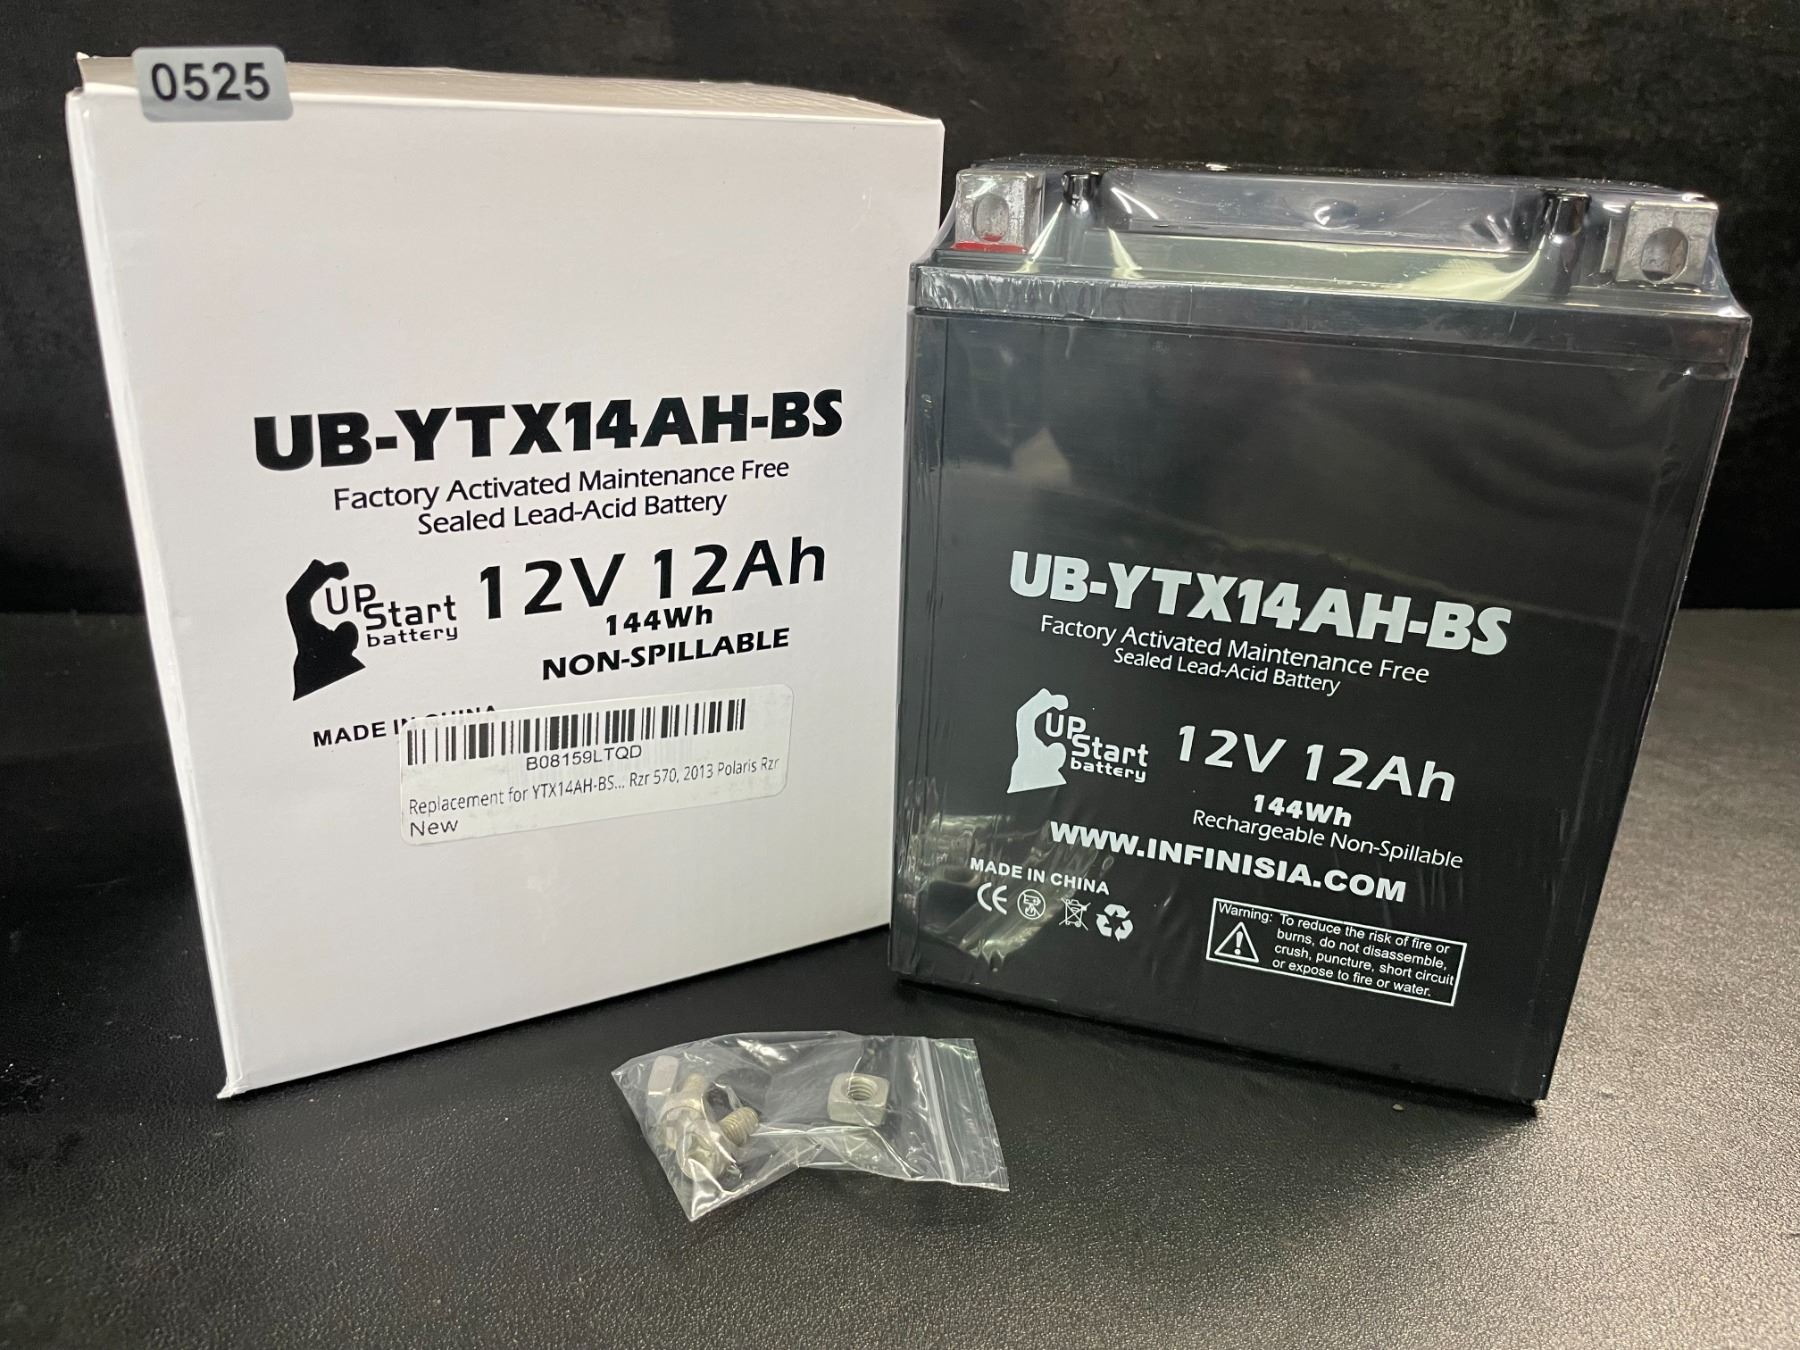 0525
UB-YTX14AH-BS
Factory Activated Maintenance Free
Sealed Lead-Acid Battery
UPStart
battery
12V 12Ah
144Wh
NON-SPILLABLE
MADE IN CHINA
B08159LTQD
Replacement for YTX14AH-BS... Rzr 570, 2013 Polaris Rzr
New
UB-YTX14AH-BS
Factory Activated Maintenance Free
Sealed Lead-Acid Battery
UPStart
battery
12V 12Ah
144Wh
Rechargeable Non-Spillable
WWW.INFINISIA.COM
MADE IN CHINA
CE
Warning: To reduce the risk of fire or
burns, do not disassemble,
crush, puncture, short circuit
or expose to fire or water.